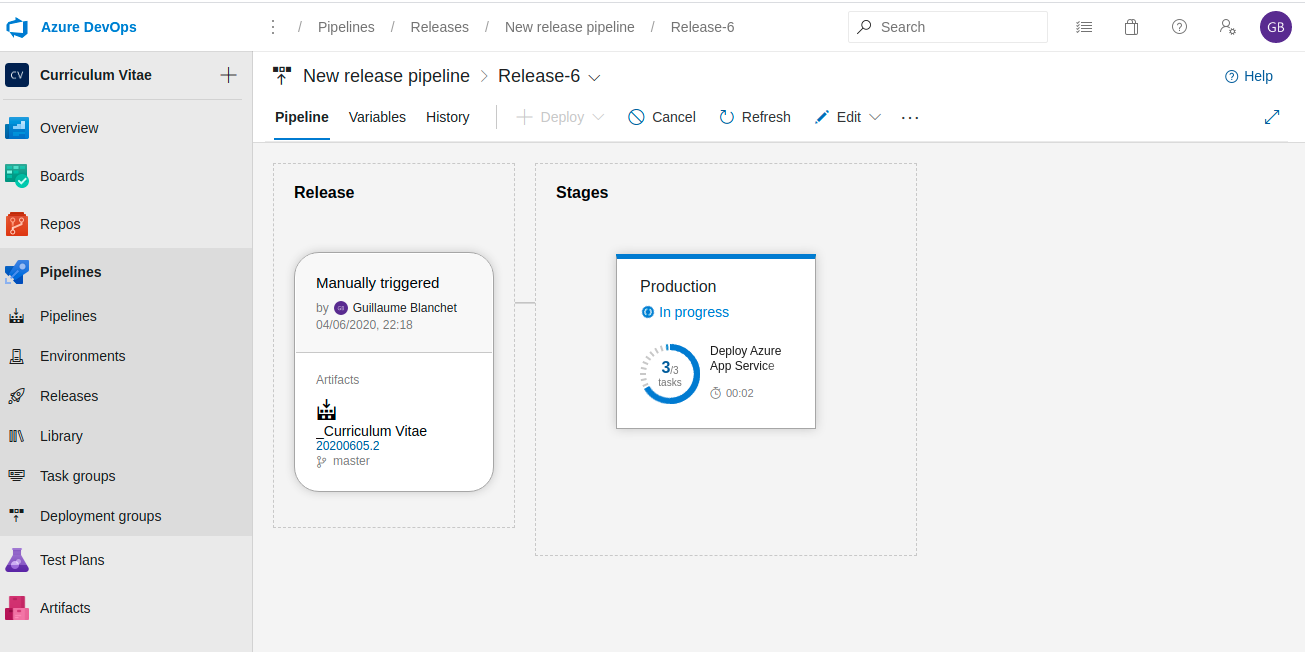 Azure DevOps
/ Pipelines / Releases / New release pipeline / Release-6
Search
GB
CV Curriculum Vitae
Overview
Boards
Repos
Pipelines
Pipelines
Environments
Releases
Library
Task groups
Deployment groups
Test Plans
Artifacts
New release pipeline > Release-6
Help
Pipeline Variables History
Deploy Cancel Refresh Edit ...
Release
Manually triggered
by GB Guillaume Blanchet
04/06/2020, 22:18
Artifacts
_Curriculum Vitae
20200605.2
master
Stages
Production
In progress
3/3
tasks
Deploy Azure
App Service
00:02